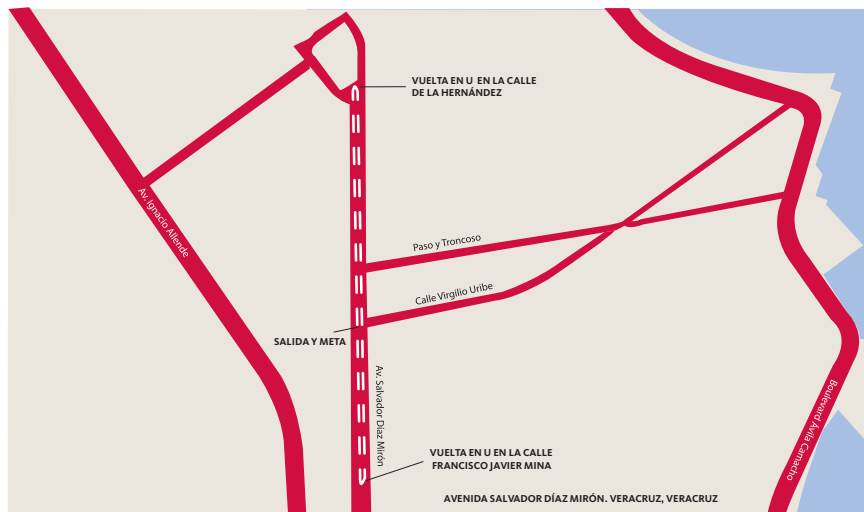 VUELTA EN U EN LA CALLE
DE LA HERNÁNDEZ
Av. Ignacio Allende
Paso y Troncoso
Calle Virgilio Uribe
SALIDA Y META
Av. Salvador Díaz Mirón
Boulevard Ávila Camacho
VUELTA EN U EN LA CALLE
FRANCISCO JAVIER MINA
AVENIDA SALVADOR DÍAZ MIRÓN. VERACRUZ, VERACRUZ